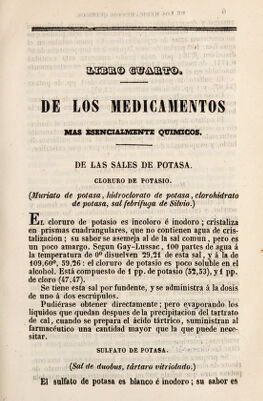 LIBRO CUARTO.
DE LOS MEDICAMENTOS
MAS ESENCIALMENTE QUIMICOS.
DE LAS SALES DE POTASA.
CLORURO DE POTASIO.
(Muriato de potasa, hidroclorato de potasa, clorohidrato
de potasa, sal febrífuga de Silvio.)
EL cloruro de potasio es incoloro é inodoro; cristaliza
en prismas cuadrangulares, que no contienen agua de cris-
talizacion; su sabor se asemeja al de la sal comun, pero es
un poco amargo. Segun Gay-Lussac, 100 partes de agua á
la temperatura de 0º disuelven 29,21 de esta sal, y á la de
109,60º, 59,26: el cloruro de potasio es poco soluble en el
alcohol. Está compuesto de 1 pp. de potasio (52,53), y 1 pp.
de cloro (47,47).
Se tiene esta sal por fundente, y se administra á la dosis
de uno á dos escrúpulos.
Pudiérase obtener directamente; pero evaporando los
líquidos que quedan despues de la precipitacion del tartrato
de cal, cuando se prepara el ácido tártrico, suministran al
farmacéutico una cantidad mayor que la que puede nece-
sitar.
SULFATO DE POTASA.
(Sal de duobus, tártaro vitriolado.)
El sulfato de potasa es blanco é inodoro; su sabor es